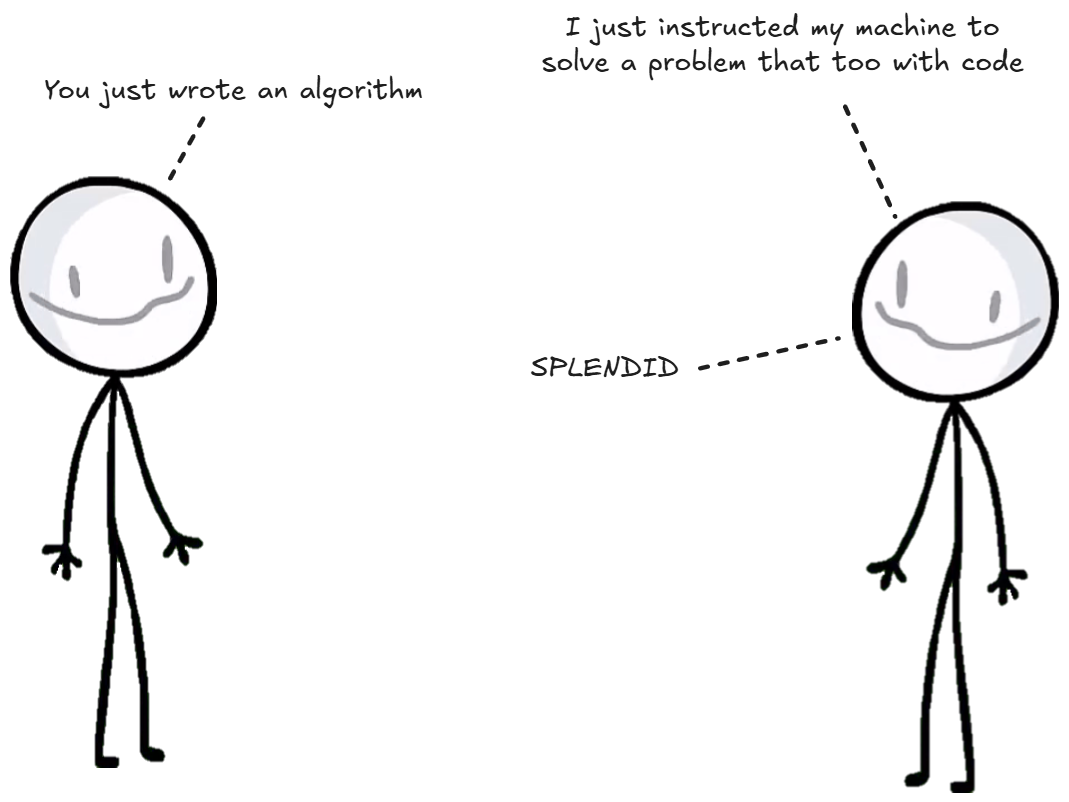 I just instructed my machine to
solve a problem that too with code
You just wrote an algorithm
SPLENDID